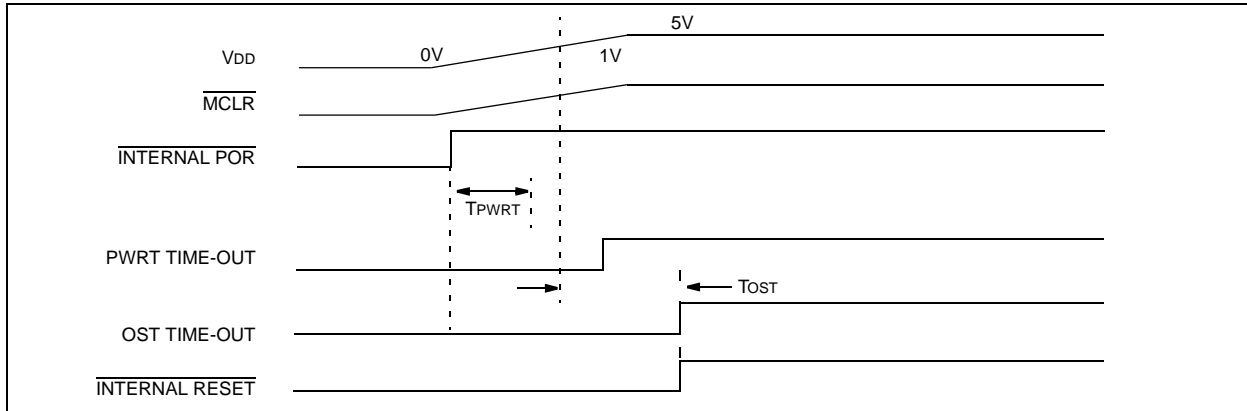 5V
VDD 0V 1V
MCLR
INTERNAL POR
TPWRT
PWRT TIME-OUT
TOST
OST TIME-OUT
INTERNAL RESET